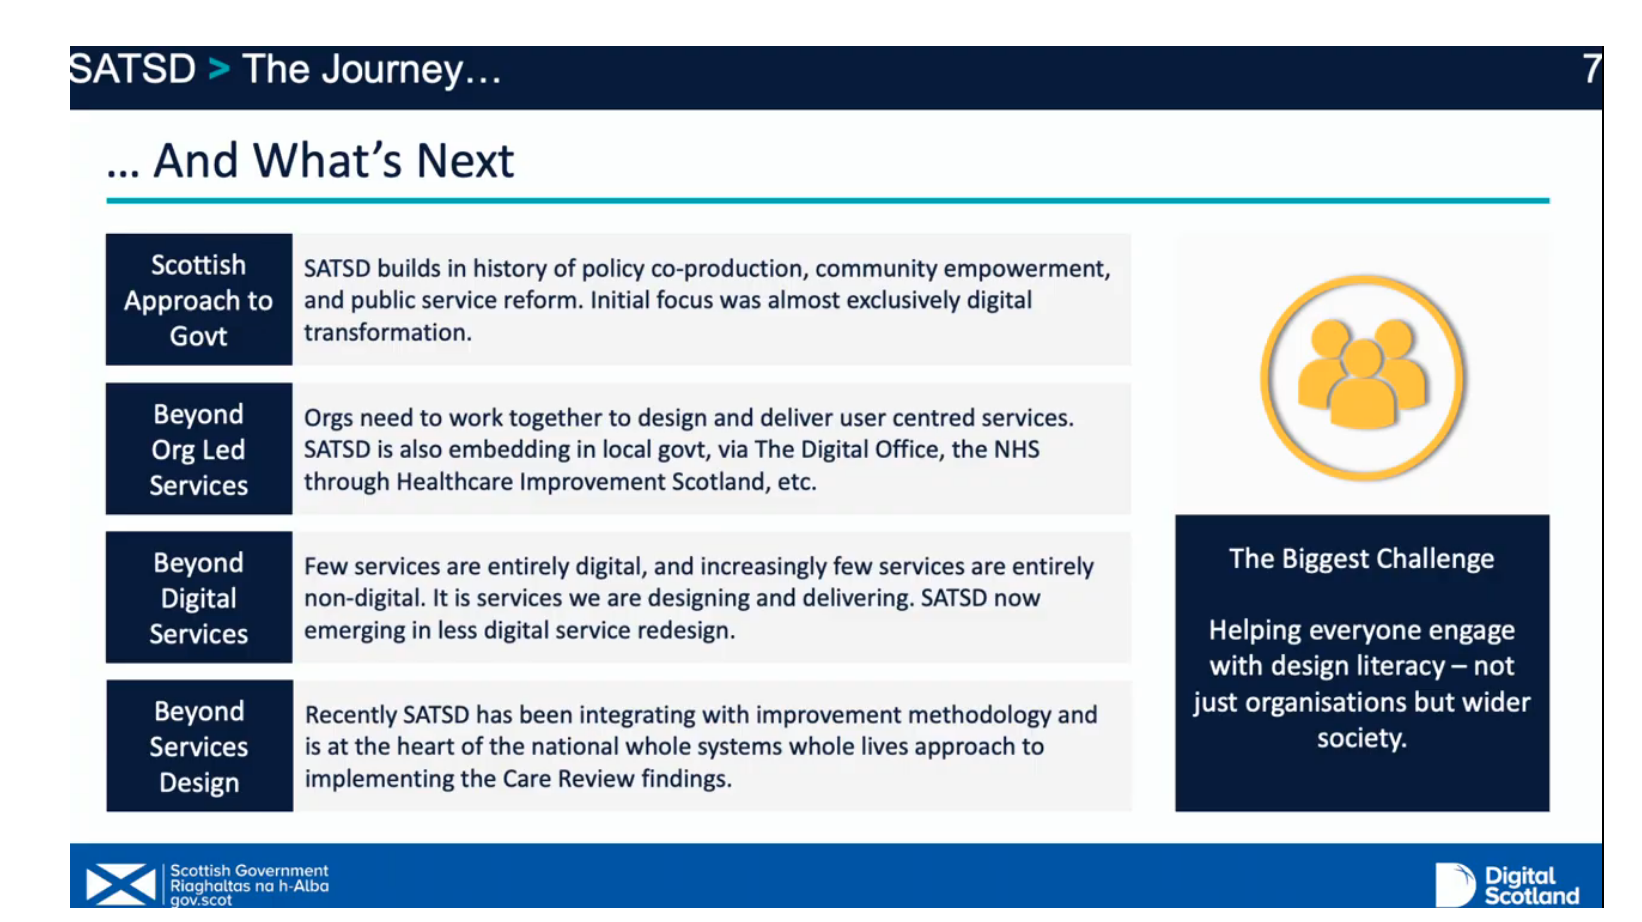 SATSD > The Journey…
7
… And What’s Next
Scottish
Approach to
Govt
SATSD builds in history of policy co-production, community empowerment,
and public service reform. Initial focus was almost exclusively digital
transformation.
Beyond
Org Led
Services
Orgs need to work together to design and deliver user centred services.
SATSD is also embedding in local govt, via The Digital Office, the NHS
through Healthcare Improvement Scotland, etc.
Beyond
Digital
Services
Few services are entirely digital, and increasingly few services are entirely
non-digital. It is services we are designing and delivering. SATSD now
emerging in less digital service redesign.
Beyond
Services
Design
Recently SATSD has been integrating with improvement methodology and
is at the heart of the national whole systems whole lives approach to
implementing the Care Review findings.
The Biggest Challenge
Helping everyone engage
with design literacy – not
just organisations but wider
society.
Scottish Government
Riaghaltas na h-Alba
gov.scot
Digital
Scotland